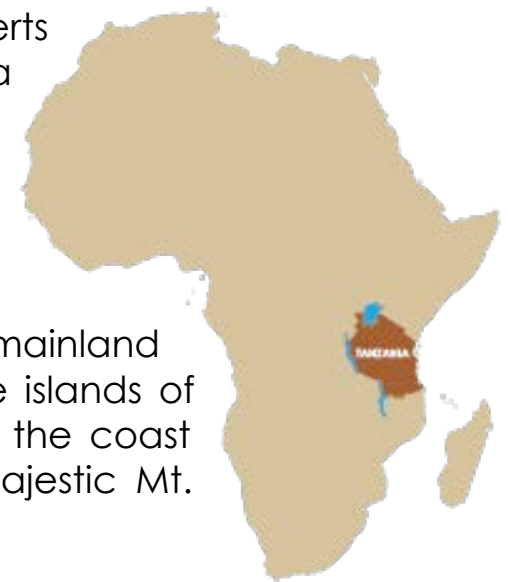 erts
a
mainland
e islands of
the coast
ajestic Mt.
TANZANIA